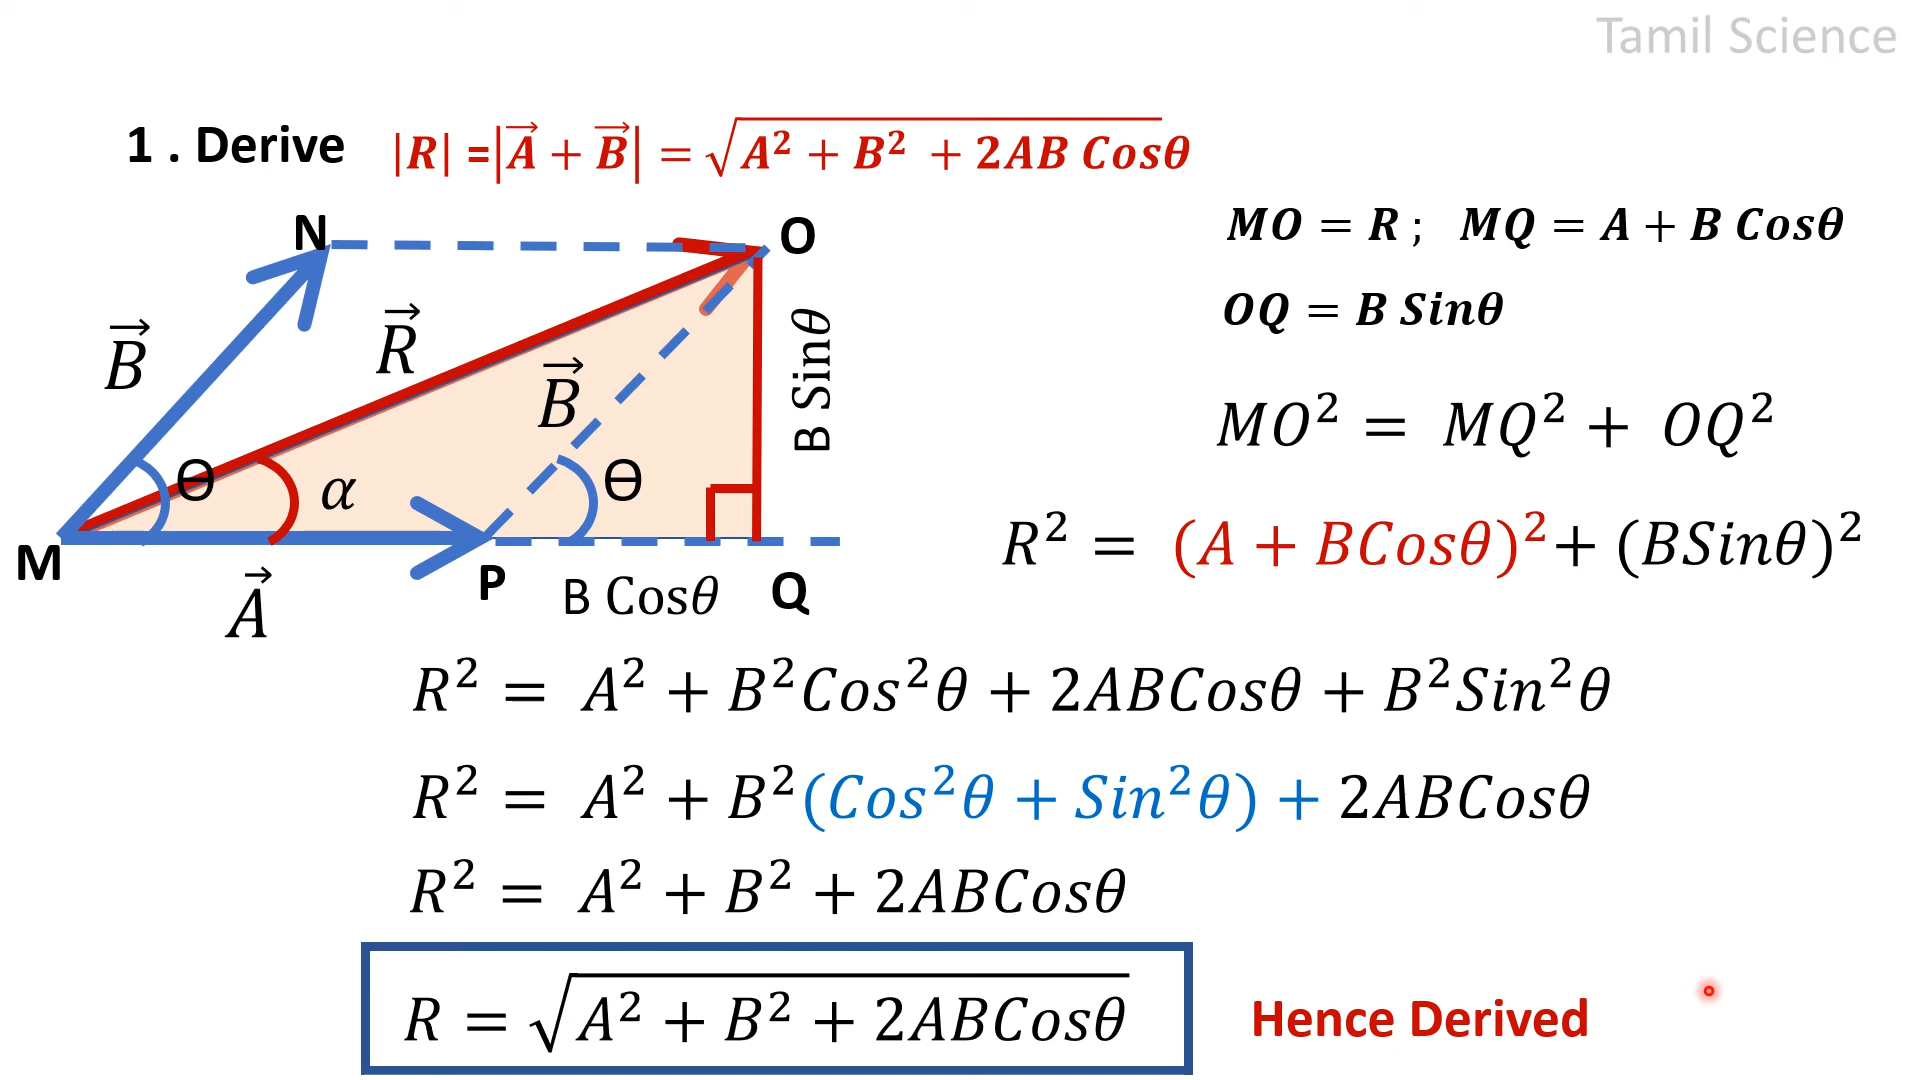 Tamil Science
1 . Derive |R| =|A⃗ + B⃗| = √A² + B² + 2AB Cosθ
MO = R ; MQ = A + B Cosθ
OQ = B Sinθ
N
O
B⃗
R⃗
B⃗
B Sinθ
Θ
α
Θ
M
P
Q
A⃗
B Cosθ
MO² = MQ² + OQ²
R² = (A + BCosθ)²+ (BSinθ)²
R² = A² + B²Cos²θ + 2ABCosθ + B²Sin²θ
R² = A² + B²(Cos²θ + Sin²θ) + 2ABCosθ
R² = A² + B² + 2ABCosθ
R = √A² + B² + 2ABCosθ
Hence Derived